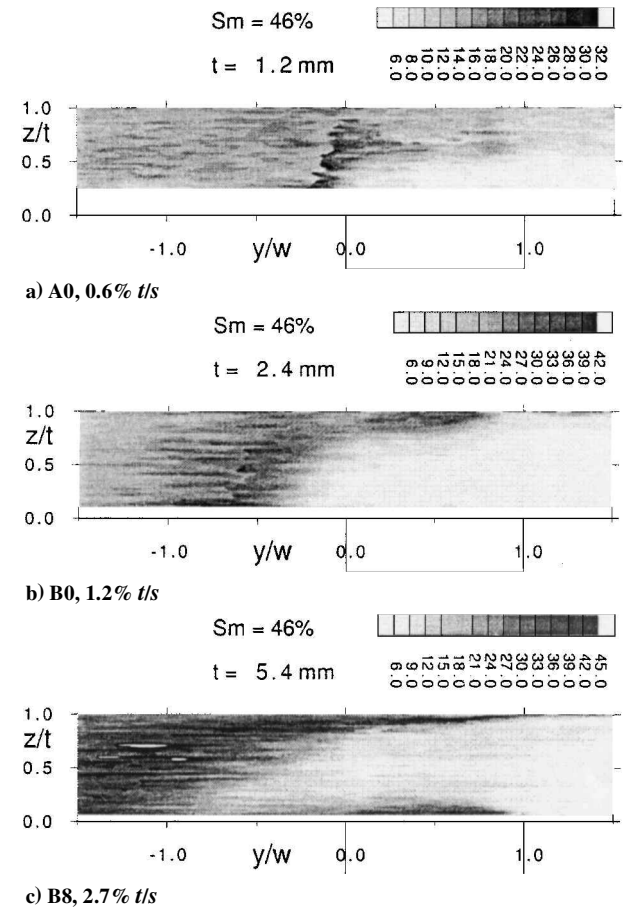 Sm = 46%
t = 1.2 mm
6.0 8.0 10.0 12.0 14.0 16.0 18.0 20.0 22.0 24.0 26.0 28.0 30.0 32.0
1.0
z/t
0.5
0.0
-1.0 y/w 0.0 1.0
a) A0, 0.6% t/s
Sm = 46%
t = 2.4 mm
6.0 9.0 12.0 15.0 18.0 21.0 24.0 27.0 30.0 33.0 36.0 39.0 42.0
1.0
z/t
0.5
0.0
-1.0 y/w 0.0 1.0
b) B0, 1.2% t/s
Sm = 46%
t = 5.4 mm
6.0 9.0 12.0 15.0 18.0 21.0 24.0 27.0 30.0 33.0 36.0 39.0 42.0 45.0
1.0
z/t
0.5
0.0
-1.0 y/w 0.0 1.0
c) B8, 2.7% t/s